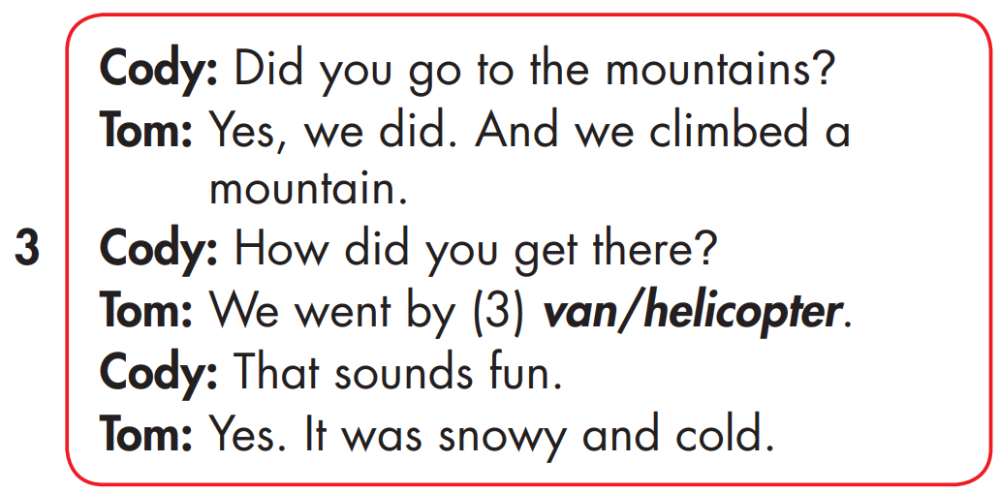 Cody: Did you go to the mountains?
Tom: Yes, we did. And we climbed a
mountain.
3 Cody: How did you get there?
Tom: We went by (3) van/helicopter.
Cody: That sounds fun.
Tom: Yes. It was snowy and cold.